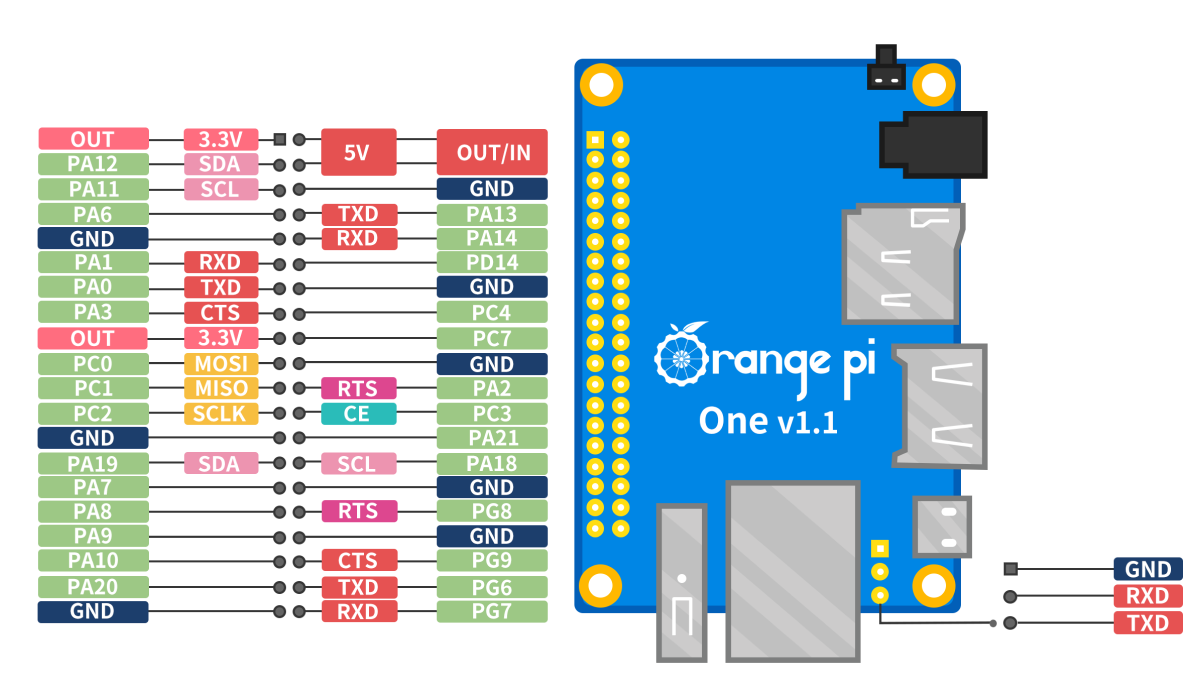 OUT 3.3V 5V OUT/IN
PA12 SDA
PA11 SCL GND
PA6 TXD PA13
GND RXD PA14
PA1 RXD PD14
PA0 TXD GND
PA3 CTS PC4
OUT 3.3V PC7
PC0 MOSI GND
PC1 MISO RTS PA2
PC2 SCLK CE PC3
GND PA21
PA19 SDA SCL PA18
PA7 GND
PA8 RTS PG8
PA9 GND
PA10 CTS PG9
PA20 TXD PG6
GND RXD PG7
Orange pi
One v1.1
GND
RXD
TXD